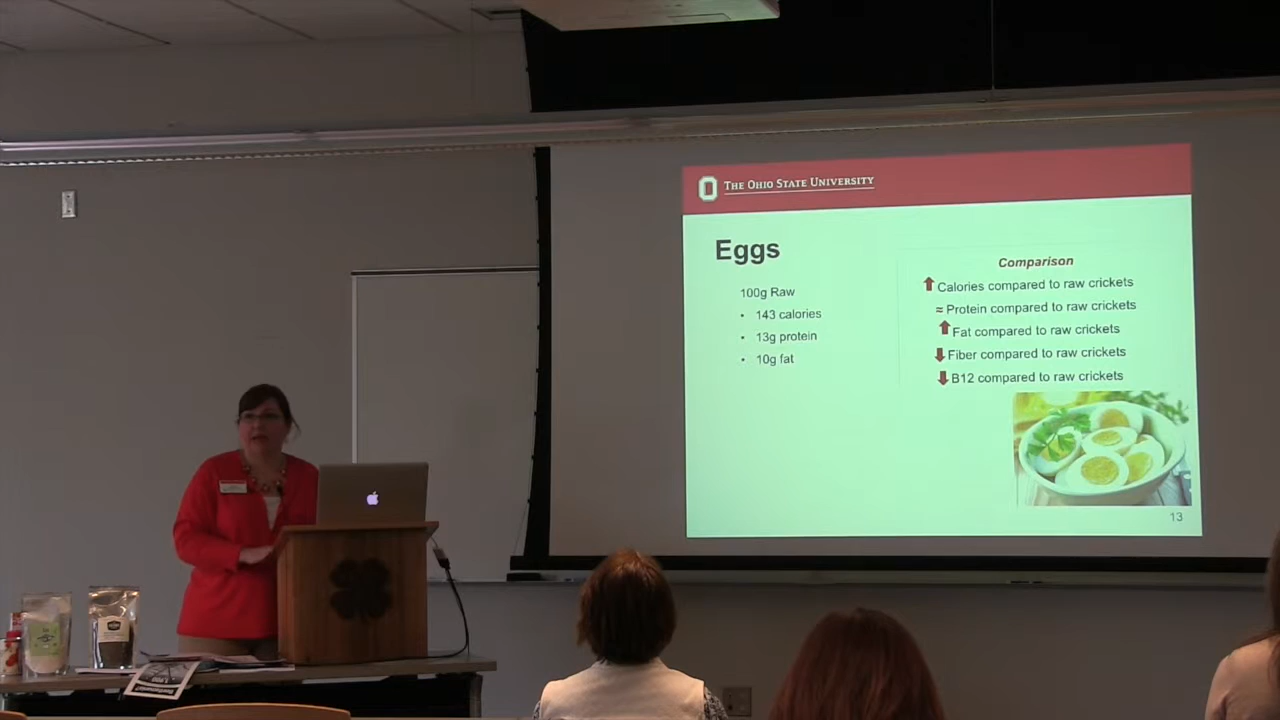 THE OHIO STATE UNIVERSITY
Eggs
100g Raw
• 143 calories
• 13g protein
• 10g fat
Comparison
Calories compared to raw crickets
≈ Protein compared to raw crickets
Fat compared to raw crickets
Fiber compared to raw crickets
B12 compared to raw crickets
13